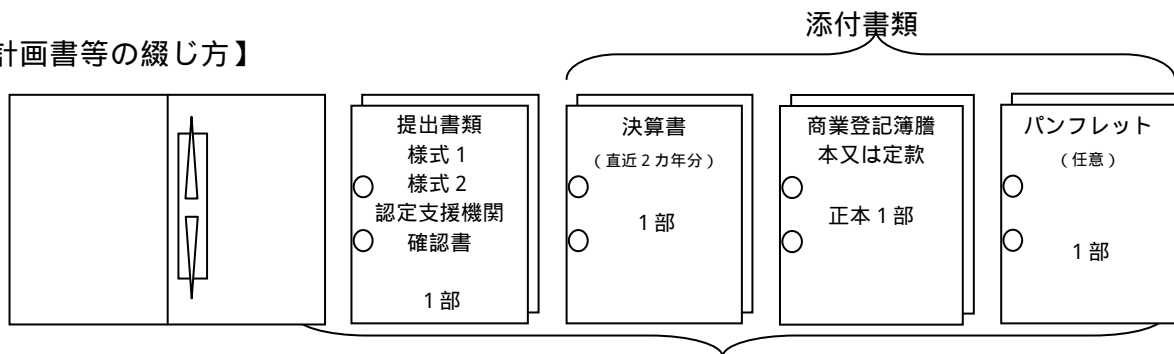 計画書等の綴じ方】
添付書類
提出書類
様式1
様式2
認定支援機関
確認書
1部
決算書
（直近2カ年分）
1部
商業登記簿謄
本又は定款
正本1部
パンフレット
（任意）
1部